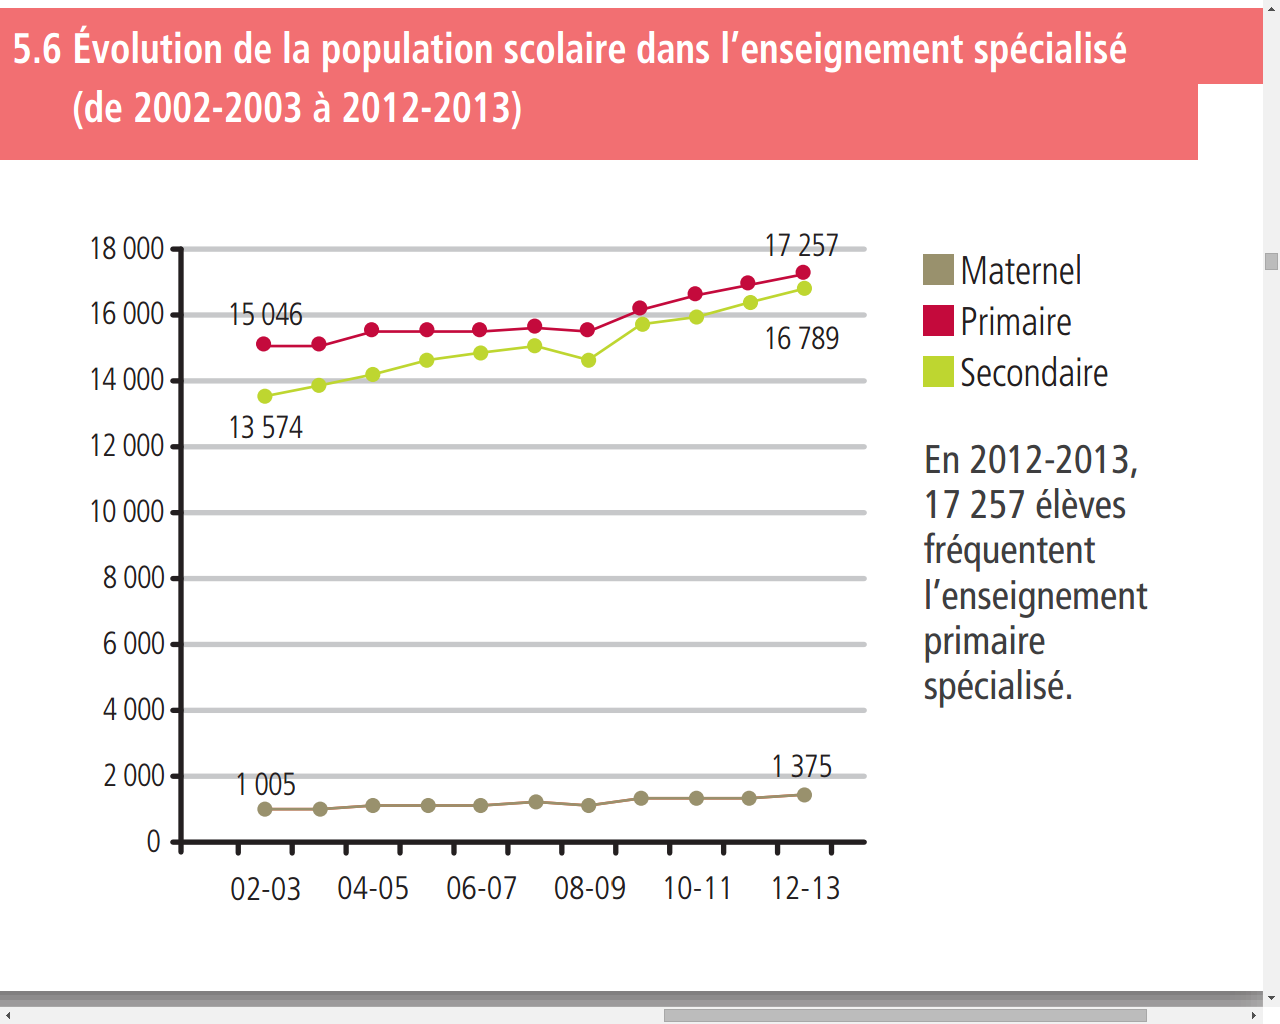 5.6 Évolution de la population scolaire dans l’enseignement spécialisé
(de 2002-2003 à 2012-2013)
18 000
16 000
14 000
12 000
10 000
8 000
6 000
4 000
2 000
0
15 046
13 574
1 005
17 257
16 789
1 375
02-03
04-05
06-07
08-09
10-11
12-13
Maternel
Primaire
Secondaire
En 2012-2013,
17 257 élèves
fréquentent
l’enseignement
primaire
spécialisé.